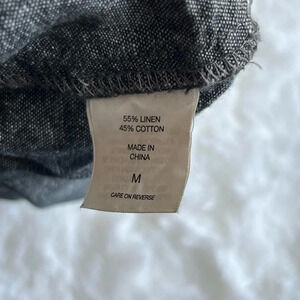 55% LINEN
45% COTTON
MADE IN
CHINA
M
CARE ON REVERSE